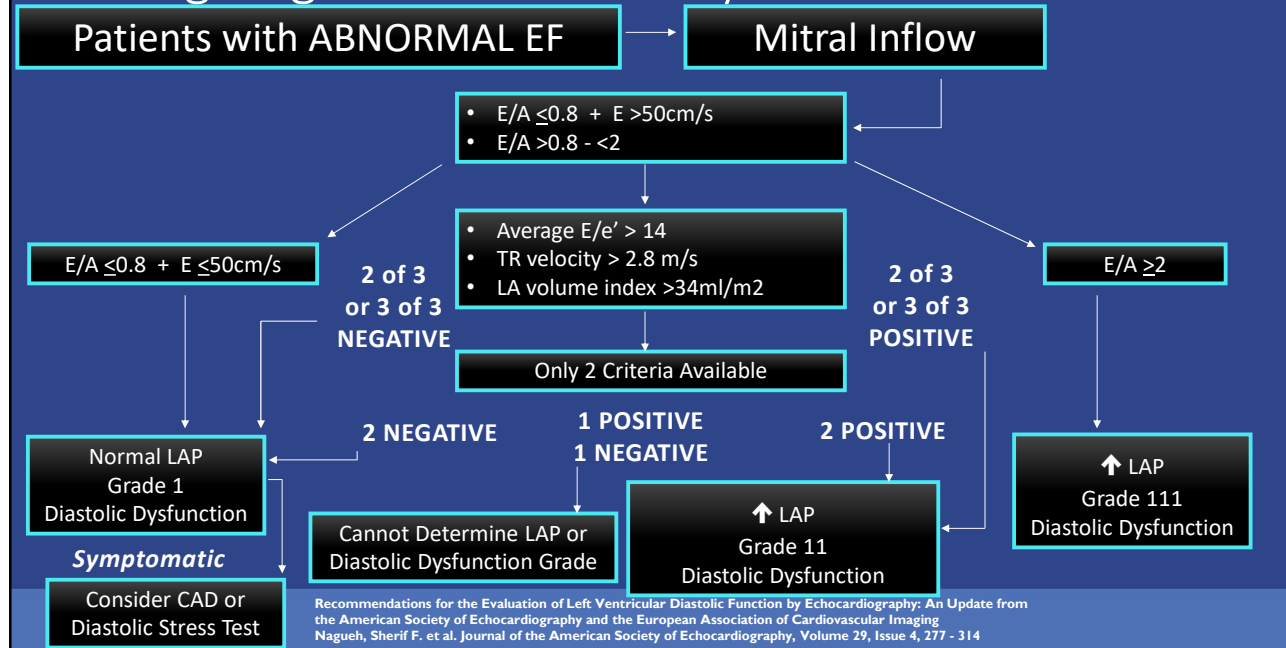 Patients with ABNORMAL EF
Mitral Inflow
• E/A ≤0.8 + E >50cm/s
• E/A >0.8 - <2
E/A ≤0.8 + E ≤50cm/s
• Average E/e’ > 14
• TR velocity > 2.8 m/s
• LA volume index >34ml/m2
E/A ≥2
2 of 3
or 3 of 3
NEGATIVE
2 of 3
or 3 of 3
POSITIVE
Only 2 Criteria Available
2 NEGATIVE
1 POSITIVE
1 NEGATIVE
2 POSITIVE
Normal LAP
Grade 1
Diastolic Dysfunction
Cannot Determine LAP or
Diastolic Dysfunction Grade
↑ LAP
Grade 11
Diastolic Dysfunction
↑ LAP
Grade 111
Diastolic Dysfunction
Symptomatic
Consider CAD or
Diastolic Stress Test
Recommendations for the Evaluation of Left Ventricular Diastolic Function by Echocardiography: An Update from
the American Society of Echocardiography and the European Association of Cardiovascular Imaging
Nagueh, Sherif F. et al. Journal of the American Society of Echocardiography, Volume 29, Issue 4, 277 - 314